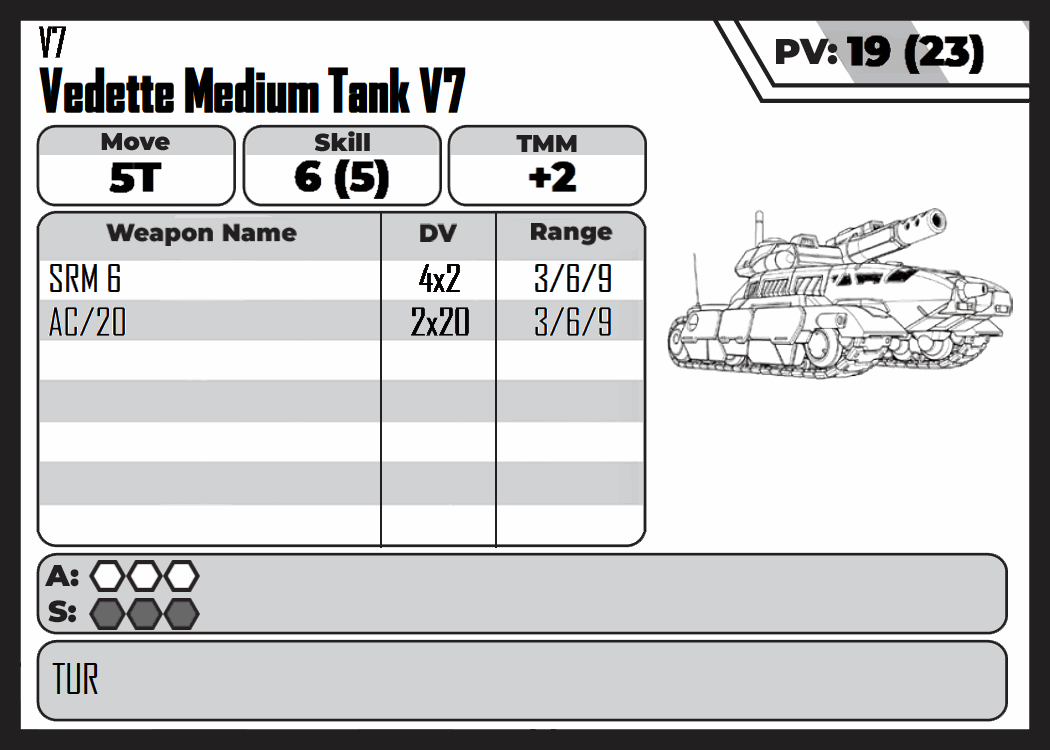 V7
PV: 19 (23)
Vedette Medium Tank V7
Move Skill TMM
5T 6 (5) +2
Weapon Name DV Range
SRM 6 4x2 3/6/9
AC/20 2x20 3/6/9
A:
S:
TUR